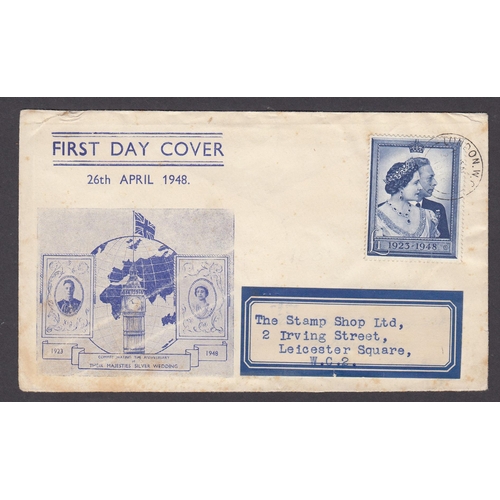 FIRST DAY COVER
26th APRIL 1948.
LONDON. W.C.
1923-1948
1923
1948
THEIR MAJESTIES SILVER WEDDING
The Stamp Shop Ltd,
2 Irving Street,
Leicester Square,
W.C.2.